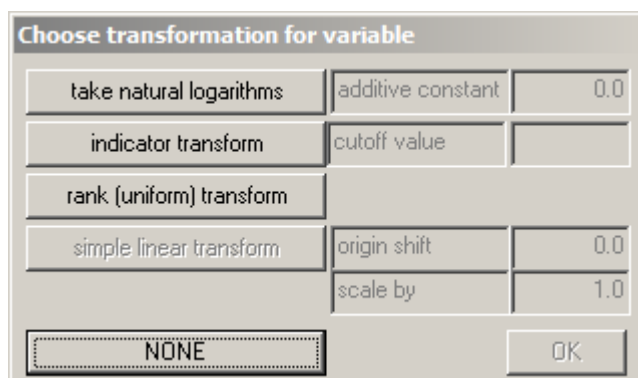 Choose transformation for variable
take natural logarithms additive constant 0.0
indicator transform cutoff value
rank (uniform) transform
simple linear transform origin shift 0.0
scale by 1.0
NONE OK